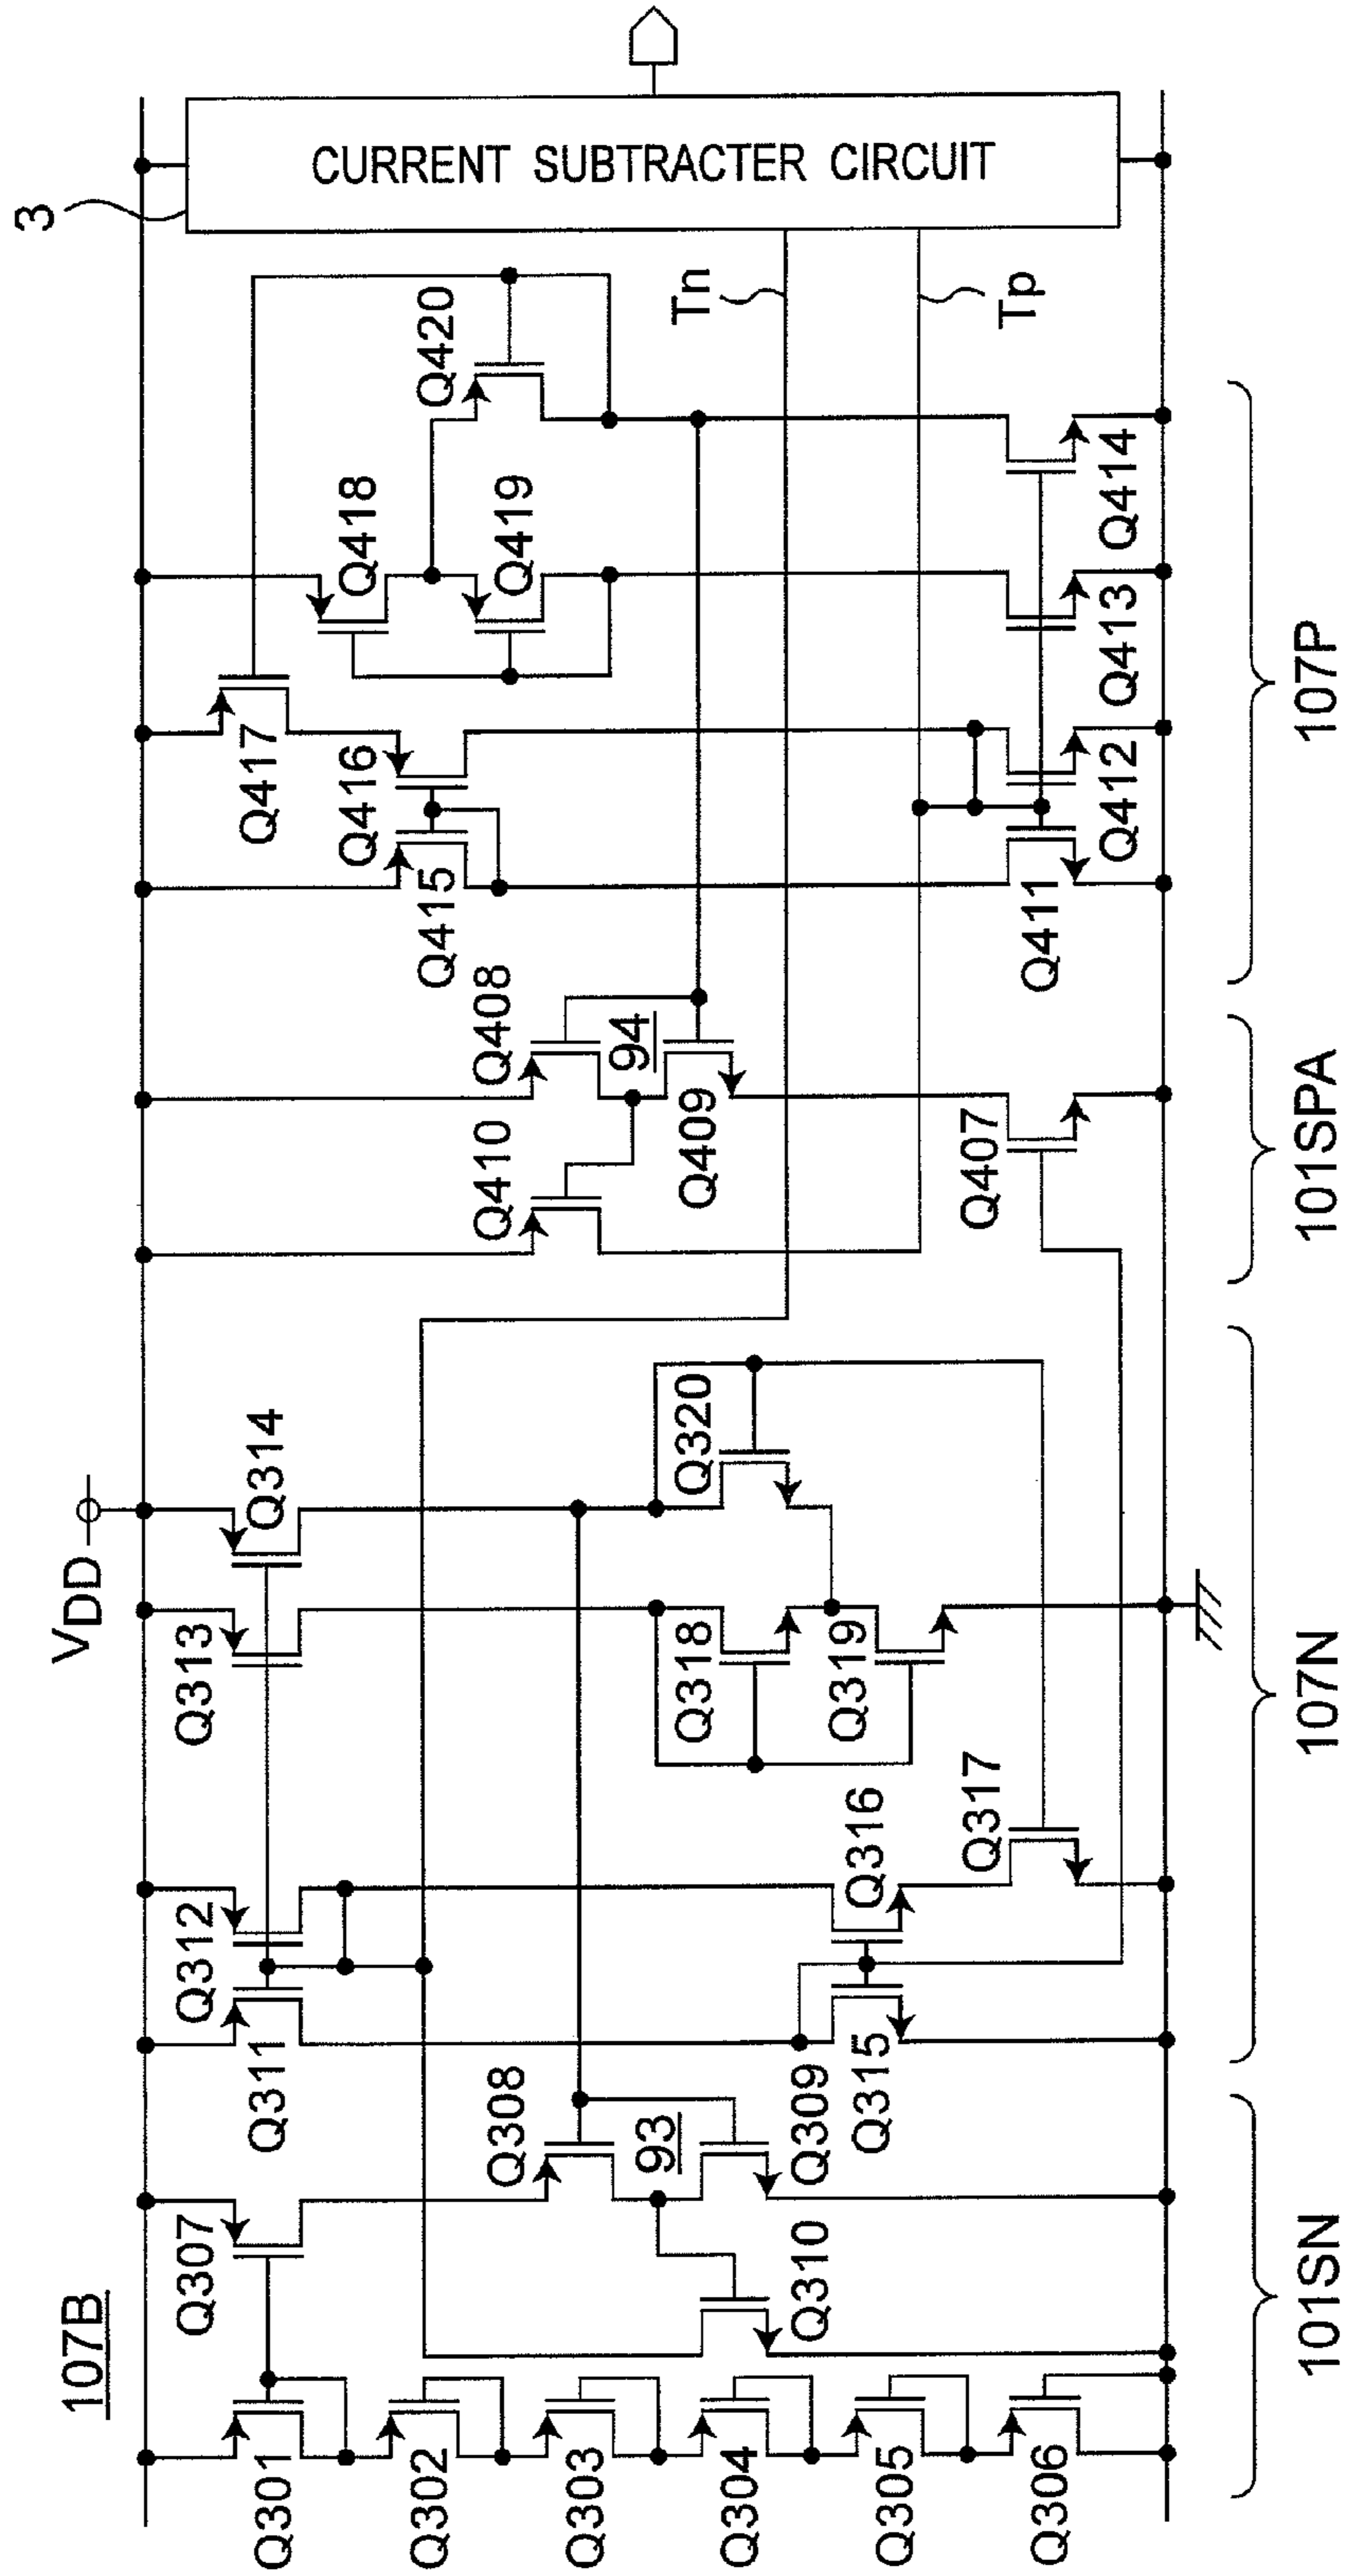 107B
VDD
3
Q301
Q302
Q303
Q304
Q305
Q306
Q307
Q308
93
Q309
Q310
Q311
Q312
Q313
Q314
Q315
Q316
Q317
Q318
Q319
Q320
Q410
Q408
94
Q409
Q407
Q415
Q416
Q417
Q418
Q419
Q420
Q411
Q412
Q413
Q414
Tn
Tp
CURRENT SUBTRACTER CIRCUIT
101SN
107N
101SPA
107P